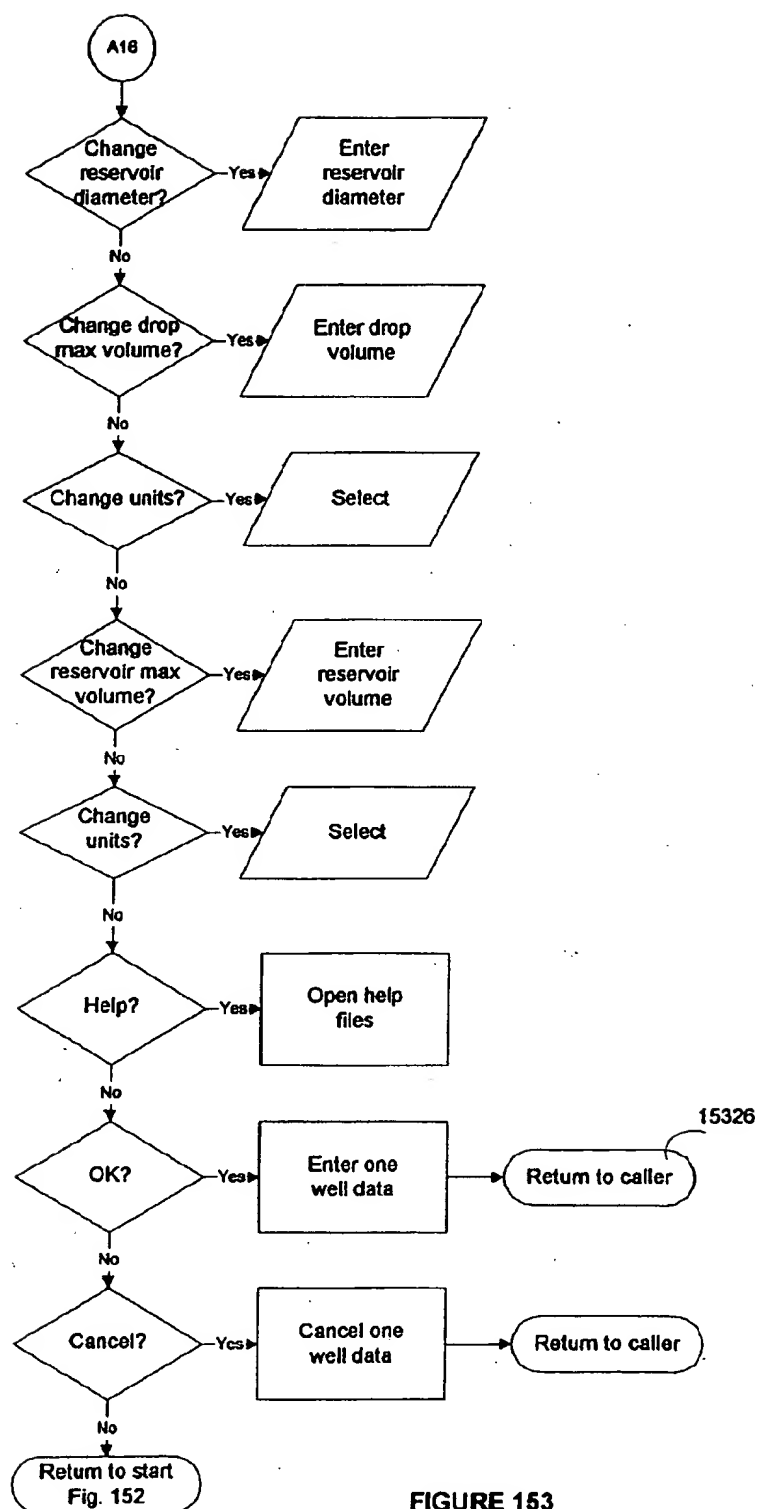 A16
Change
reservoir
diameter?
Yes
Enter
reservoir
diameter
No
Change drop
max volume?
Yes
Enter drop
volume
No
Change units?
Yes
Select
No
Change
reservoir max
volume?
Yes
Enter
reservoir
volume
No
Change
units?
Yes
Select
No
Help?
Yes
Open help
files
No
OK?
Yes
Enter one
well data
Return to caller
15326
No
Cancel?
Yes
Cancel one
well data
Return to caller
No
Return to start
Fig. 152
FIGURE 153